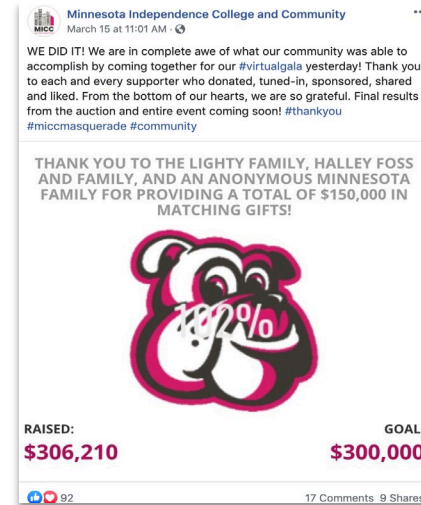 Minnesota Independence College and Community
MICC
March 15 at 11:01 AM ·
WE DID IT! We are in complete awe of what our community was able to
accomplish by coming together for our #virtualgala yesterday! Thank you
to each and every supporter who donated, tuned-in, sponsored, shared
and liked. From the bottom of our hearts, we are so grateful. Final results
from the auction and entire event coming soon! #thankyou
#miccmasquerade #community
THANK YOU TO THE LIGHTY FAMILY, HALLEY FOSS
AND FAMILY, AND AN ANONYMOUS MINNESOTA
FAMILY FOR PROVIDING A TOTAL OF $150,000 IN
MATCHING GIFTS!
102%
RAISED:
GOAL
$306,210
$300,000
92
17 Comments 9 Shares